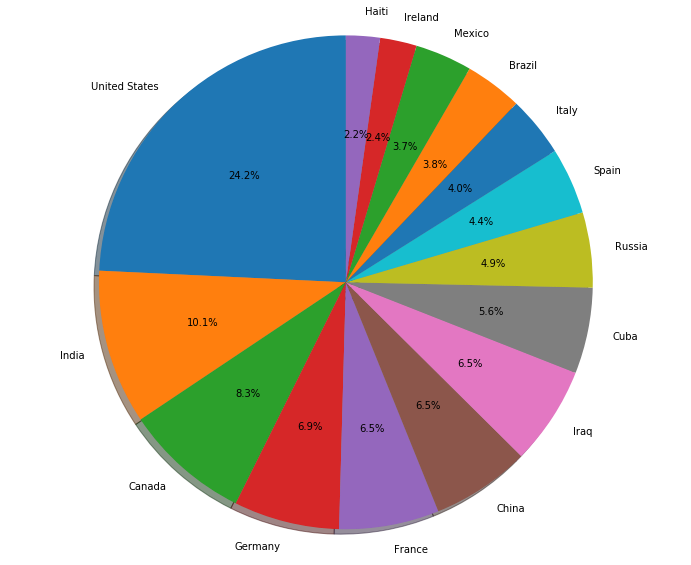 Haiti
Ireland
Mexico
Brazil
Italy
Spain
Russia
Cuba
Iraq
China
France
Germany
Canada
India
United States
2.2%
2.4%
3.7%
3.8%
4.0%
4.4%
4.9%
5.6%
6.5%
6.5%
6.5%
6.9%
8.3%
10.1%
24.2%